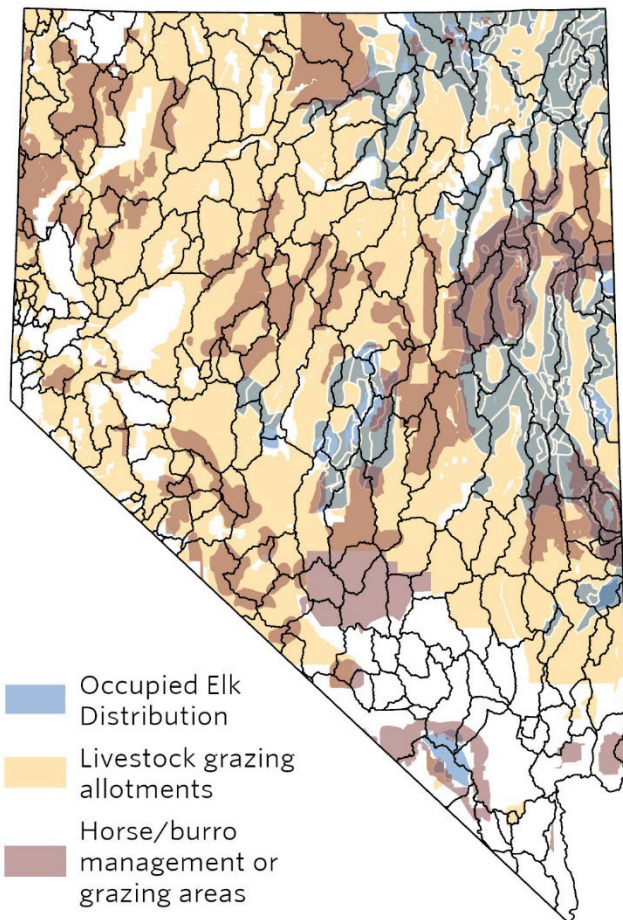 Occupied Elk
Distribution
Livestock grazing
allotments
Horse/burro
management or
grazing areas